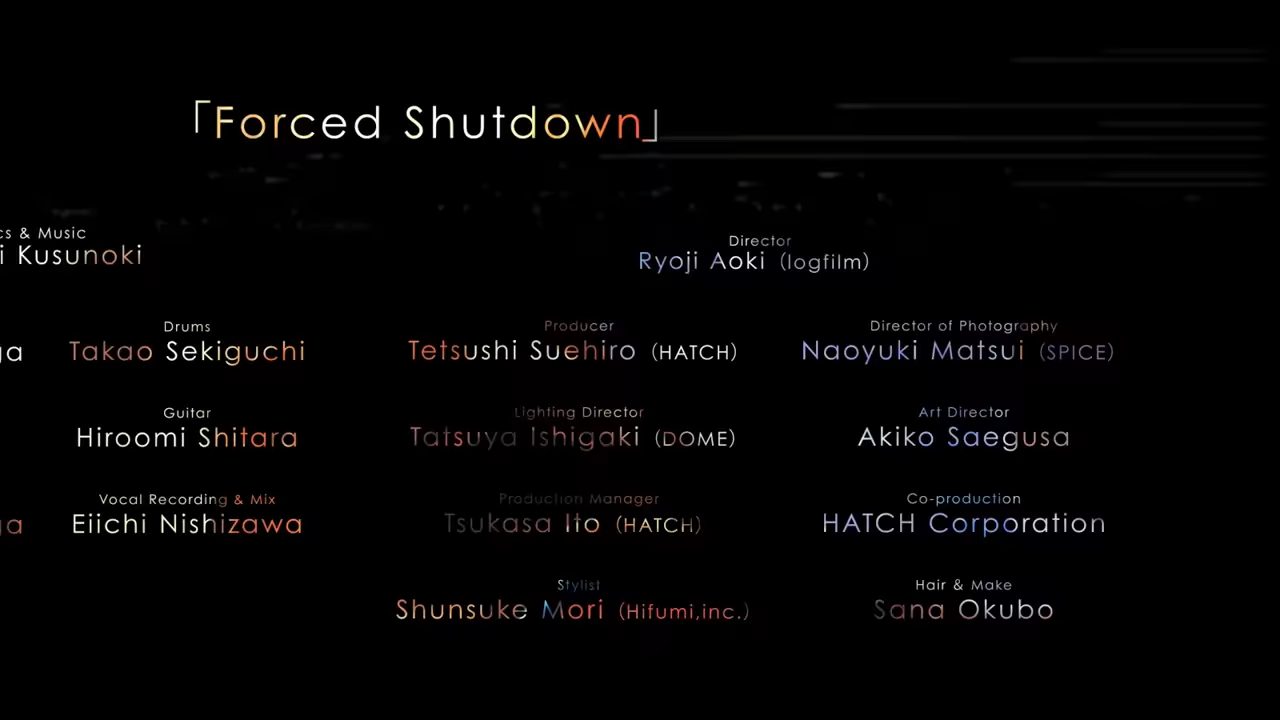 「Forced Shutdown」
cs & Music
i Kusunoki
Director
Ryoji Aoki (logfilm)
Drums
ga Takao Sekiguchi
Producer
Tetsushi Suehiro (HATCH)
Director of Photography
Naoyuki Matsui (SPICE)
Guitar
Hiroomi Shitara
Lighting Director
Tatsuya Ishigaki (DOME)
Art Director
Akiko Saegusa
Vocal Recording & Mix
ga Eiichi Nishizawa
Production Manager
Tsukasa Ito (HATCH)
Co-production
HATCH Corporation
Stylist
Shunsuke Mori (Hifumi,inc.)
Hair & Make
Sana Okubo